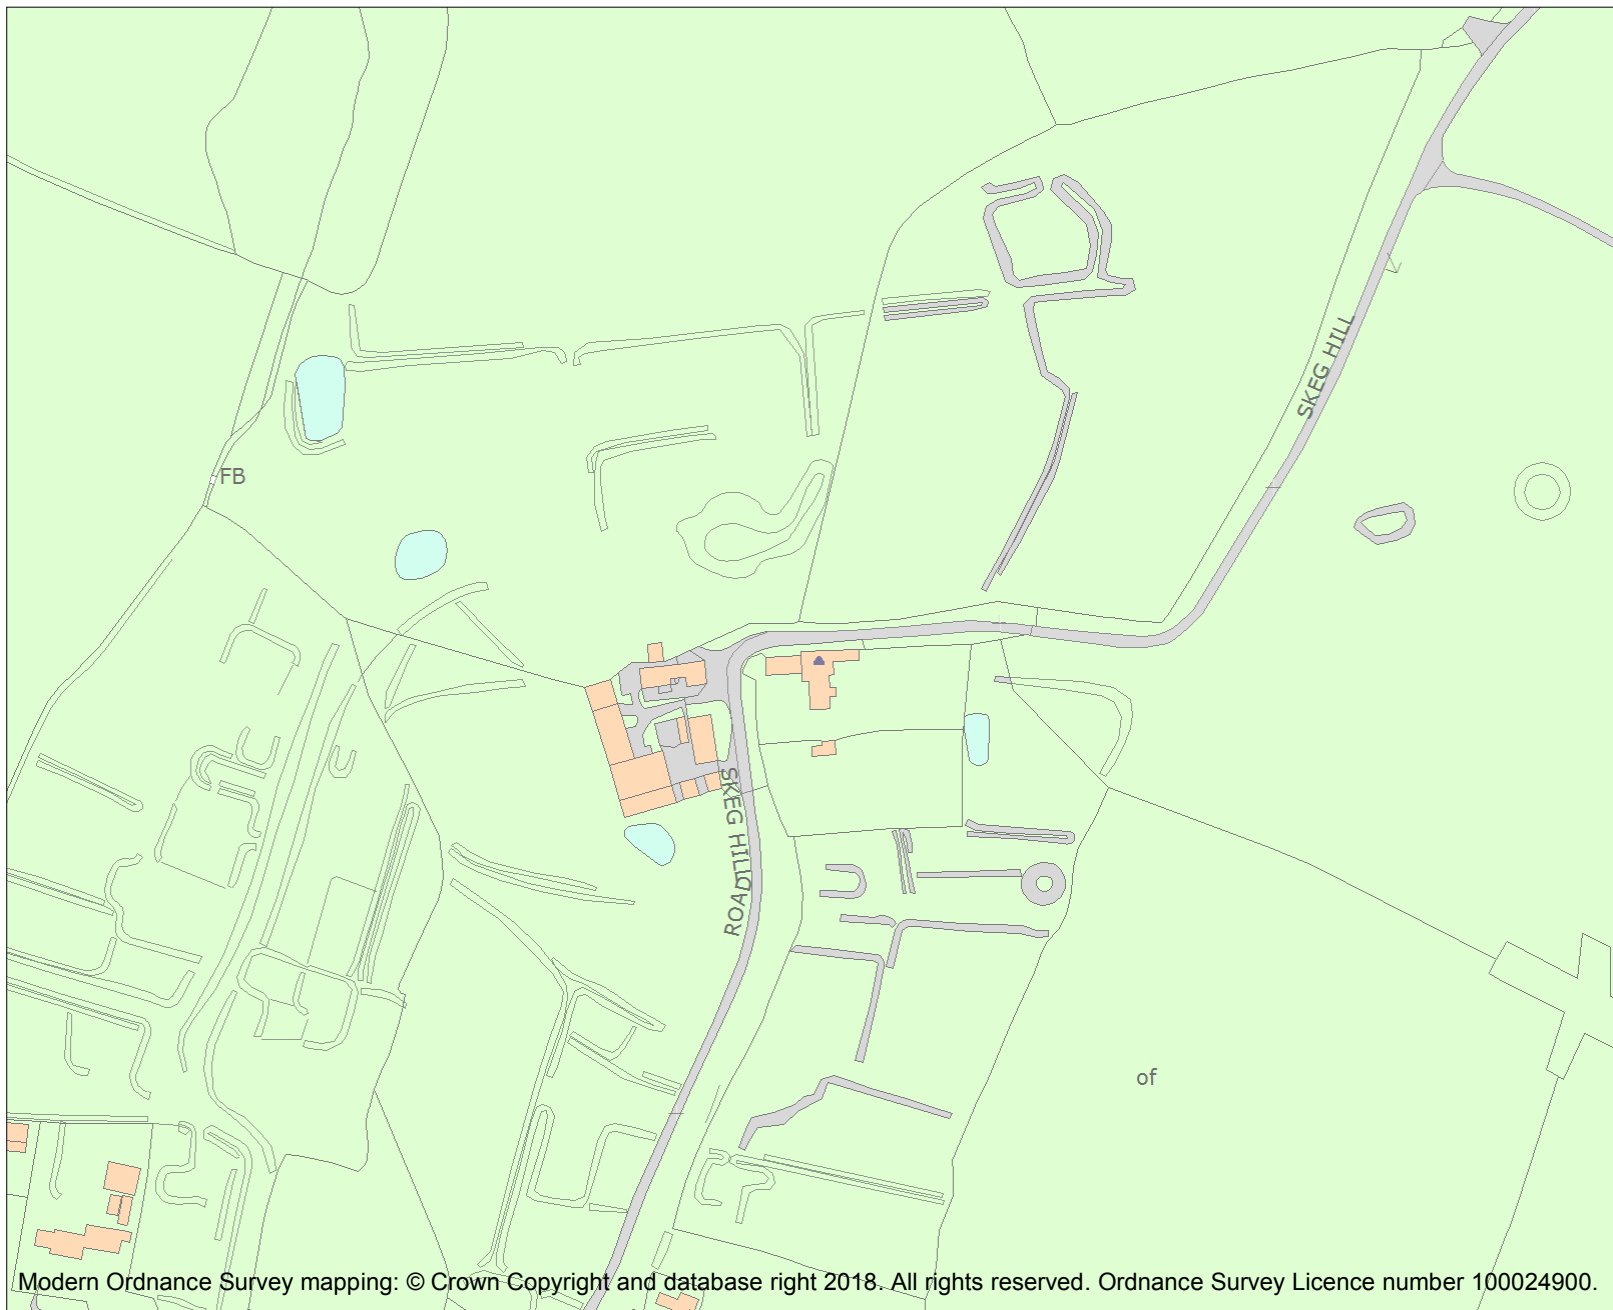 SKEG HILL
FB
SKEG HILL
ROAD
of
Modern Ordnance Survey mapping: © Crown Copyright and database right 2018. All rights reserved. Ordnance Survey Licence number 100024900.